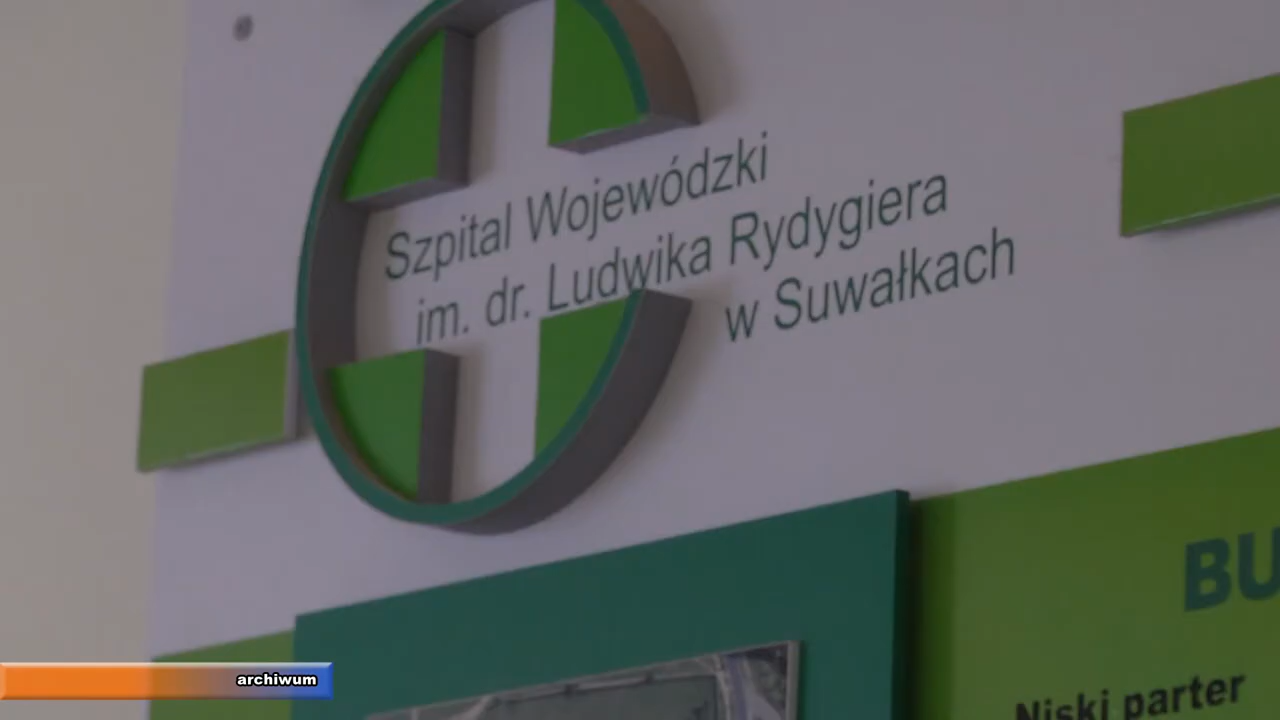 Szpital Wojewódzki
im. dr. Ludwika Rydygiera
w Suwałkach
BU
Niski parter
archiwum